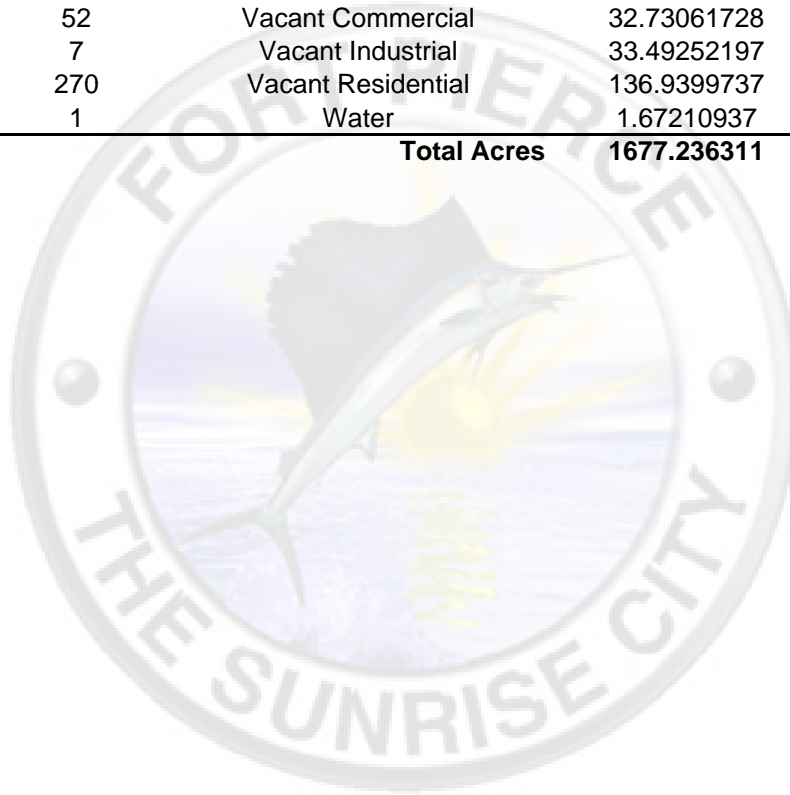 52 Vacant Commercial 32.73061728
7 Vacant Industrial 33.49252197
270 Vacant Residential 136.9399737
1 Water 1.67210937
Total Acres 1677.236311
FORT PIERCE
THE SUNRISE CITY